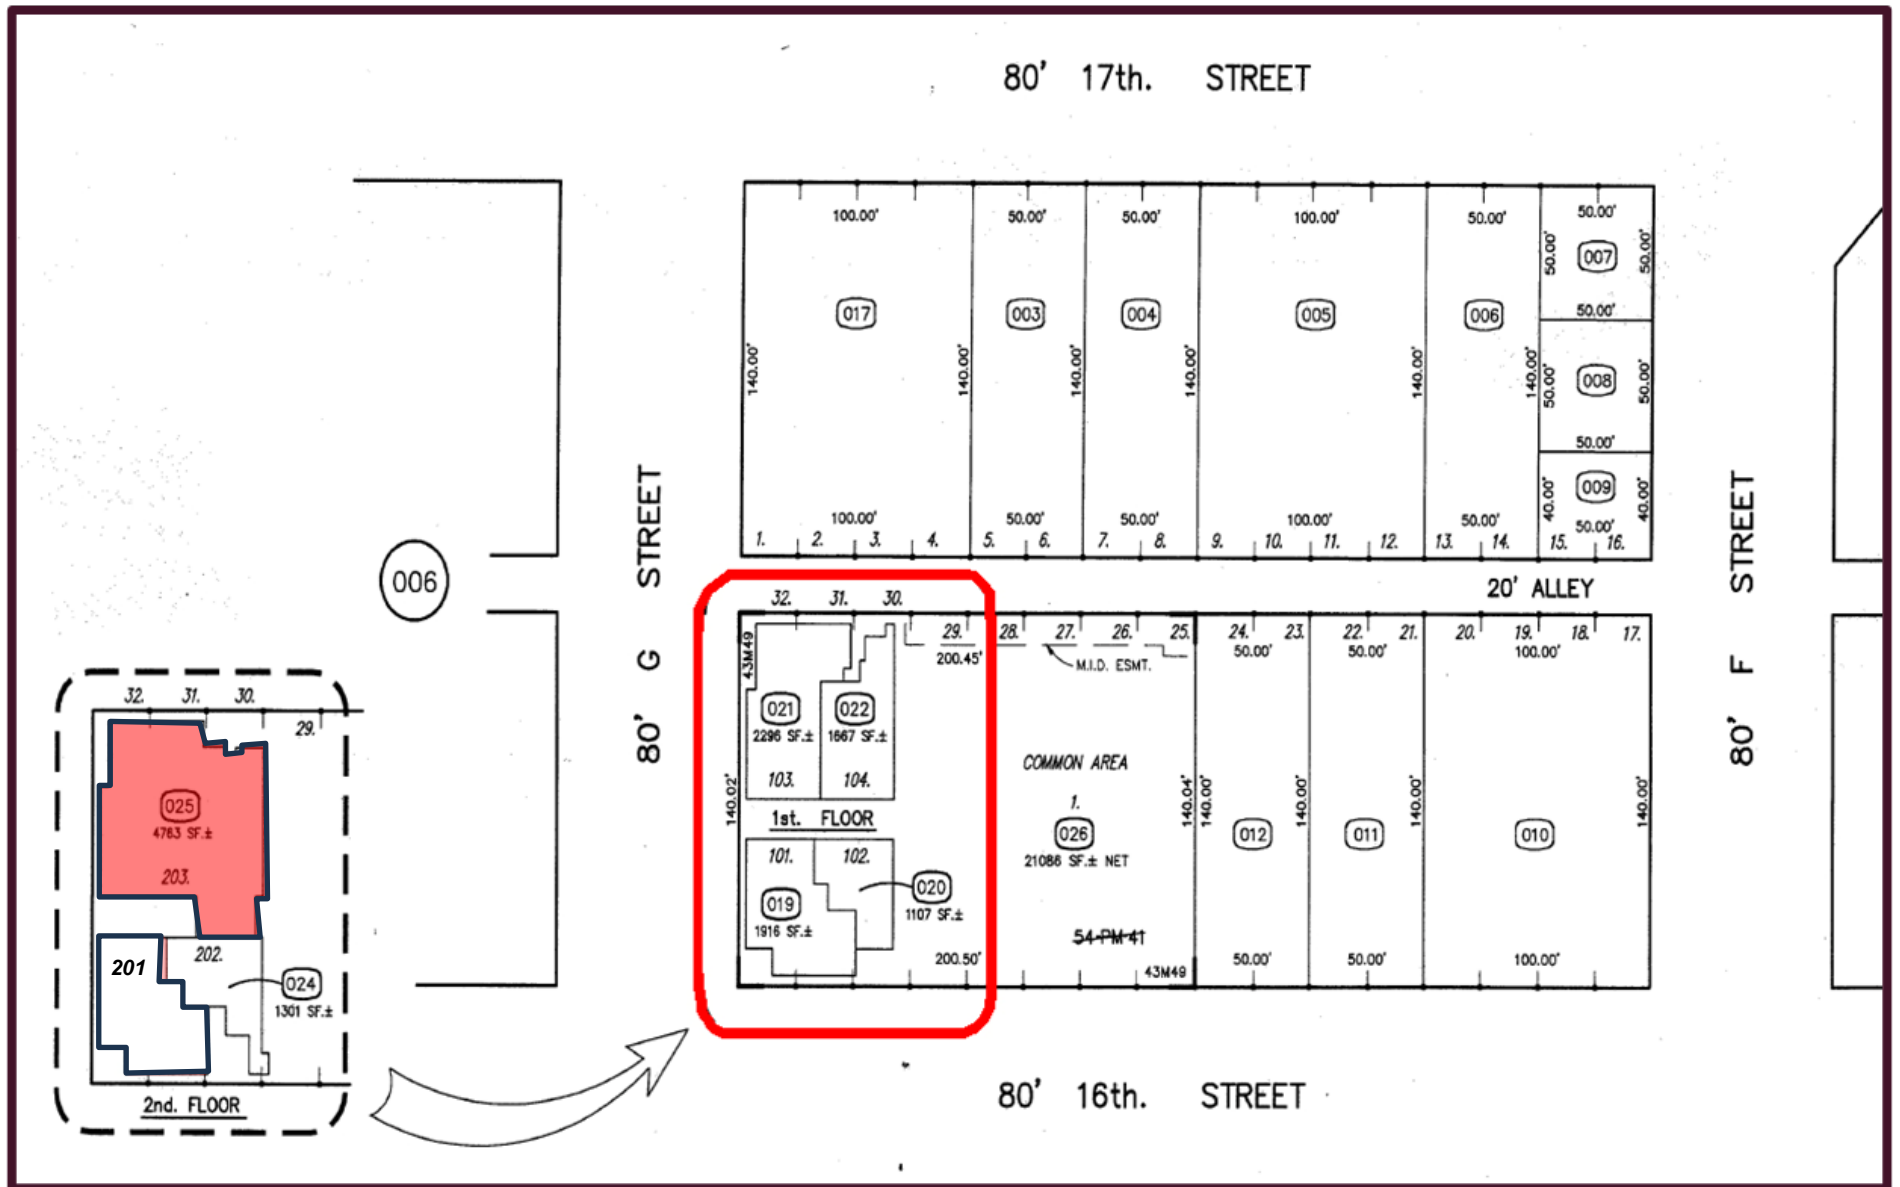 80' 17th. STREET
100.00' 50.00' 50.00' 100.00' 50.00' 50.00'
50.00' 007 50.00'
50.00'
017 003 004 005 006
140.00' 140.00' 140.00' 140.00' 140.00' 140.00'
50.00' 008 50.00'
50.00'
40.00' 009 40.00'
50.00'
100.00' 50.00' 50.00' 100.00' 50.00'
1. 2. 3. 4. 5. 6. 7. 8. 9. 10. 11. 12. 13. 14. 15. 16.
80' G STREET
80' F STREET
006
20' ALLEY
32. 31. 30.
29. 28. 27. 26. 25. 24. 23. 22. 21. 20. 19. 18. 17.
200.45' 50.00' 50.00' 100.00'
M.I.D. ESMT.
43M49
021 022
2296 SF.± 1667 SF.±
103. 104.
1st. FLOOR
101. 102.
020
1107 SF.±
019
1916 SF.±
140.02'
COMMON AREA
1.
026
21086 SF.± NET
54-PM-41
200.50'
43M49
140.04' 140.00' 140.00' 140.00' 140.00'
012 011 010
50.00' 50.00' 100.00'
32. 31. 30.
29.
025
4763 SF.±
203.
201
202.
024
1301 SF.±
2nd. FLOOR
80' 16th. STREET